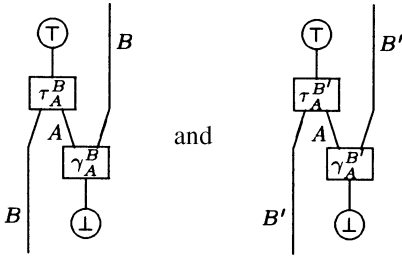 ⊤ B ⊤ B′
τ_A^B τ_A^{B′}
A and A
γ_A^B γ_A^{B′}
B B′
⊥ ⊥